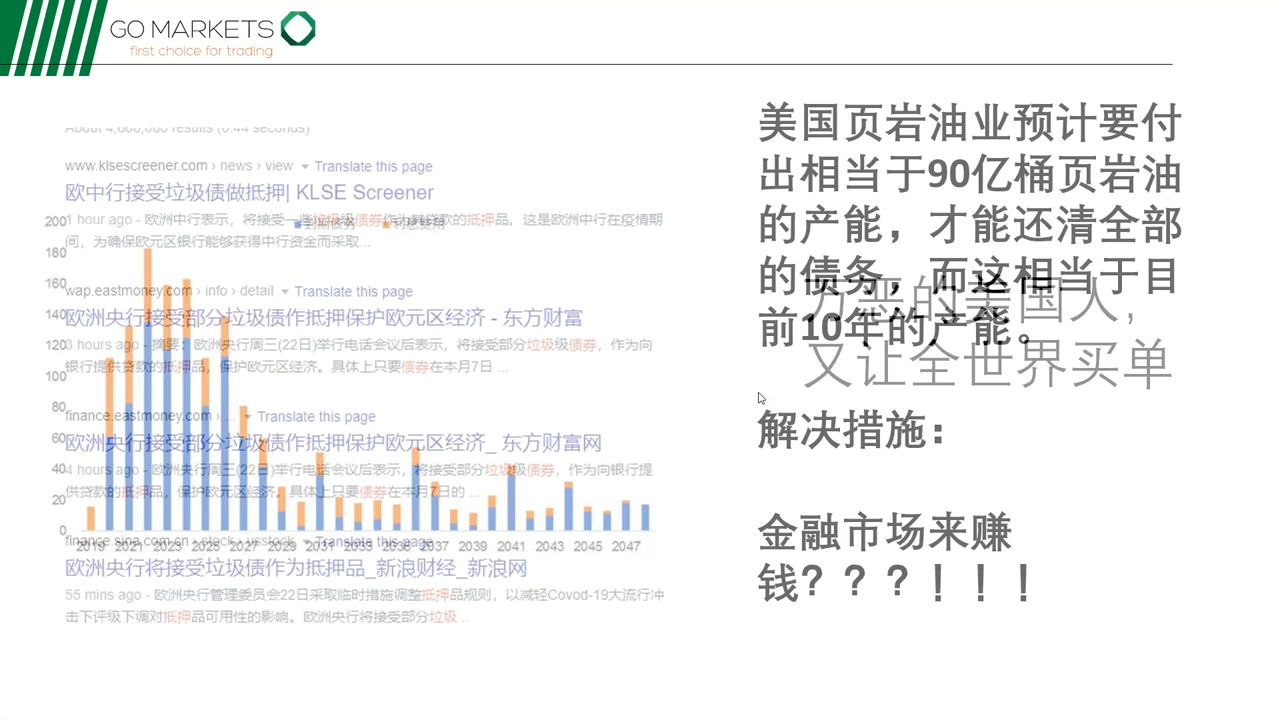 GO MARKETS
first choice for trading
About 4,660,000 results (0.44 seconds)
www.klsescreener.com › news › view ▾ Translate this page
欧中行接受垃圾债做抵押| KLSE Screener
1 hour ago - 欧洲中行表示，将接受一些垃圾级债券作为其贷款的抵押品，这是欧洲中行在疫情期
间，为确保欧元区银行能够获得中行资金而采取...
wap.eastmoney.com › info › detail ▾ Translate this page
欧洲央行接受部分垃圾债作抵押保护欧元区经济 - 东方财富
3 hours ago - 摘要：欧洲央行周三(22日)举行电话会议后表示，将接受部分垃圾级债券，作为向
银行提供贷款的抵押品，保护欧元区经济。具体上只要债券在本月7日 ...
finance.eastmoney.com › ... ▾ Translate this page
欧洲央行接受部分垃圾债作抵押保护欧元区经济_ 东方财富网
4 hours ago - 欧洲央行周三(22日)举行电话会议后表示，将接受部分垃圾级债券，作为向银行提
供贷款的抵押品，保护欧元区经济。具体上只要债券在本月7日的 ...
finance.sina.com.cn › stock › usstock ▾ Translate this page
欧洲央行将接受垃圾债作为抵押品_新浪财经_新浪网
55 mins ago - 欧洲央行管理委员会22日采取临时措施调整抵押品规则，以减轻Covod-19大流行冲
击下评级下调对抵押品可用性的影响。欧洲央行将接受部分垃圾...
200
180
160
140
120
100
80
60
40
20
0
2019 2021 2023 2025 2027 2029 2031 2033 2035 2037 2039 2041 2043 2045 2047
美国页岩油业预计要付
出相当于90亿桶页岩油
的产能，才能还清全部
的债务，而这相当于目
前10年的产能。
万恶的美国人，
又让全世界买单
解决措施：
金融市场来赚
钱？？？！！！